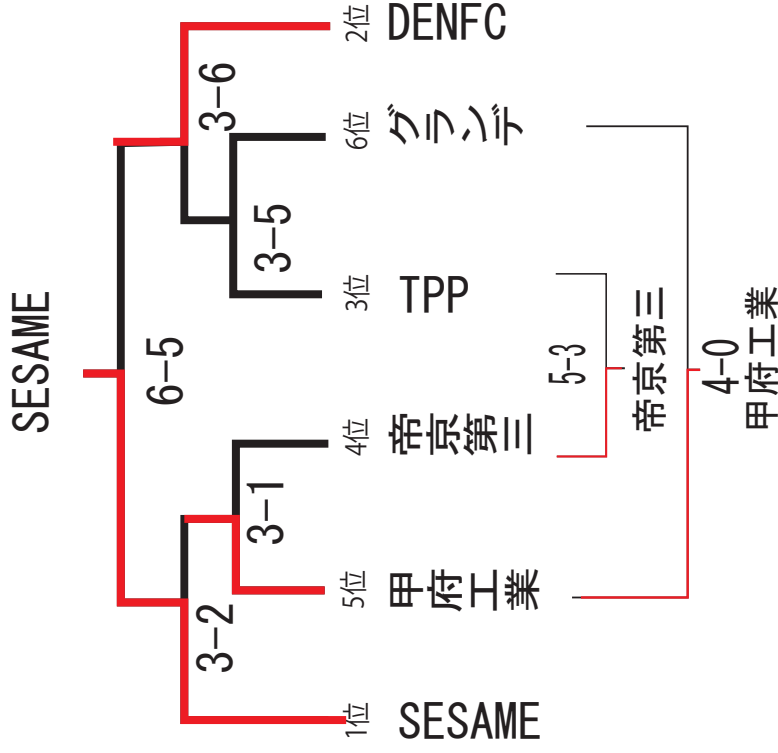 SESAME
6-5
3-2
3-6
3-1
3-5
1位 SESAME
5位 甲府工業
4位 帝京第三
3位 TPP
6位 グランデ
2位 DENFC
5-3
帝京第三
4-0
甲府工業